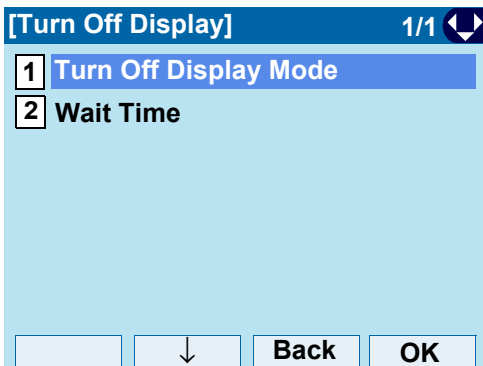 [Turn Off Display] 1/1
1 Turn Off Display Mode
2 Wait Time
↓ Back OK